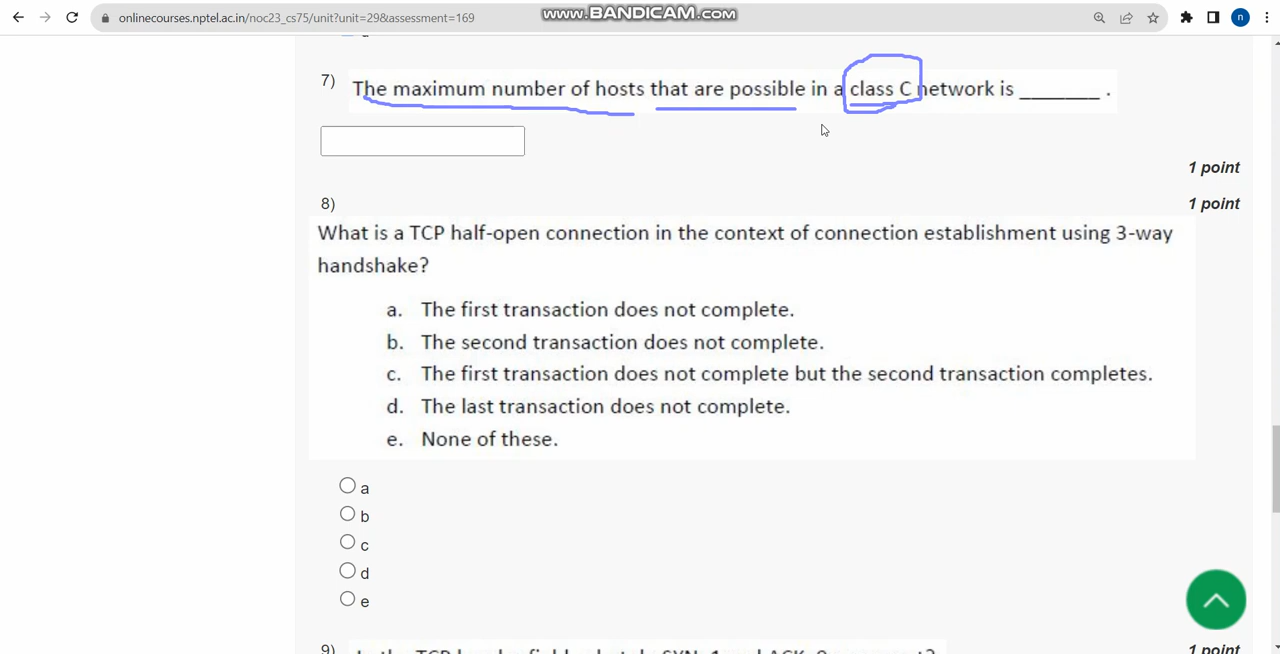 onlinecourses.nptel.ac.in/noc23_cs75/unit?unit=29&assessment=169
www.BANDICAM.com
n
7) The maximum number of hosts that are possible in a class C network is ________ .
1 point
8)
1 point
What is a TCP half-open connection in the context of connection establishment using 3-way
handshake?
a. The first transaction does not complete.
b. The second transaction does not complete.
c. The first transaction does not complete but the second transaction completes.
d. The last transaction does not complete.
e. None of these.
a
b
c
d
e
9)
1 point